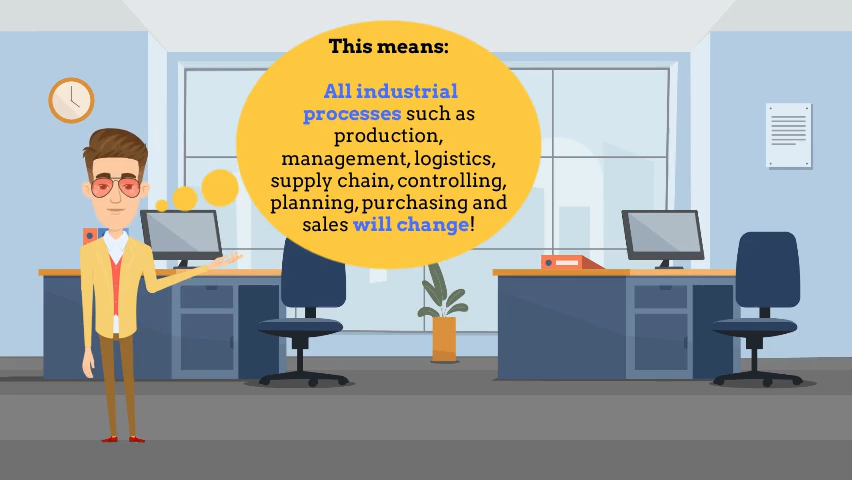 This means:
All industrial
processes such as
production,
management, logistics,
supply chain, controlling,
planning, purchasing and
sales will change!